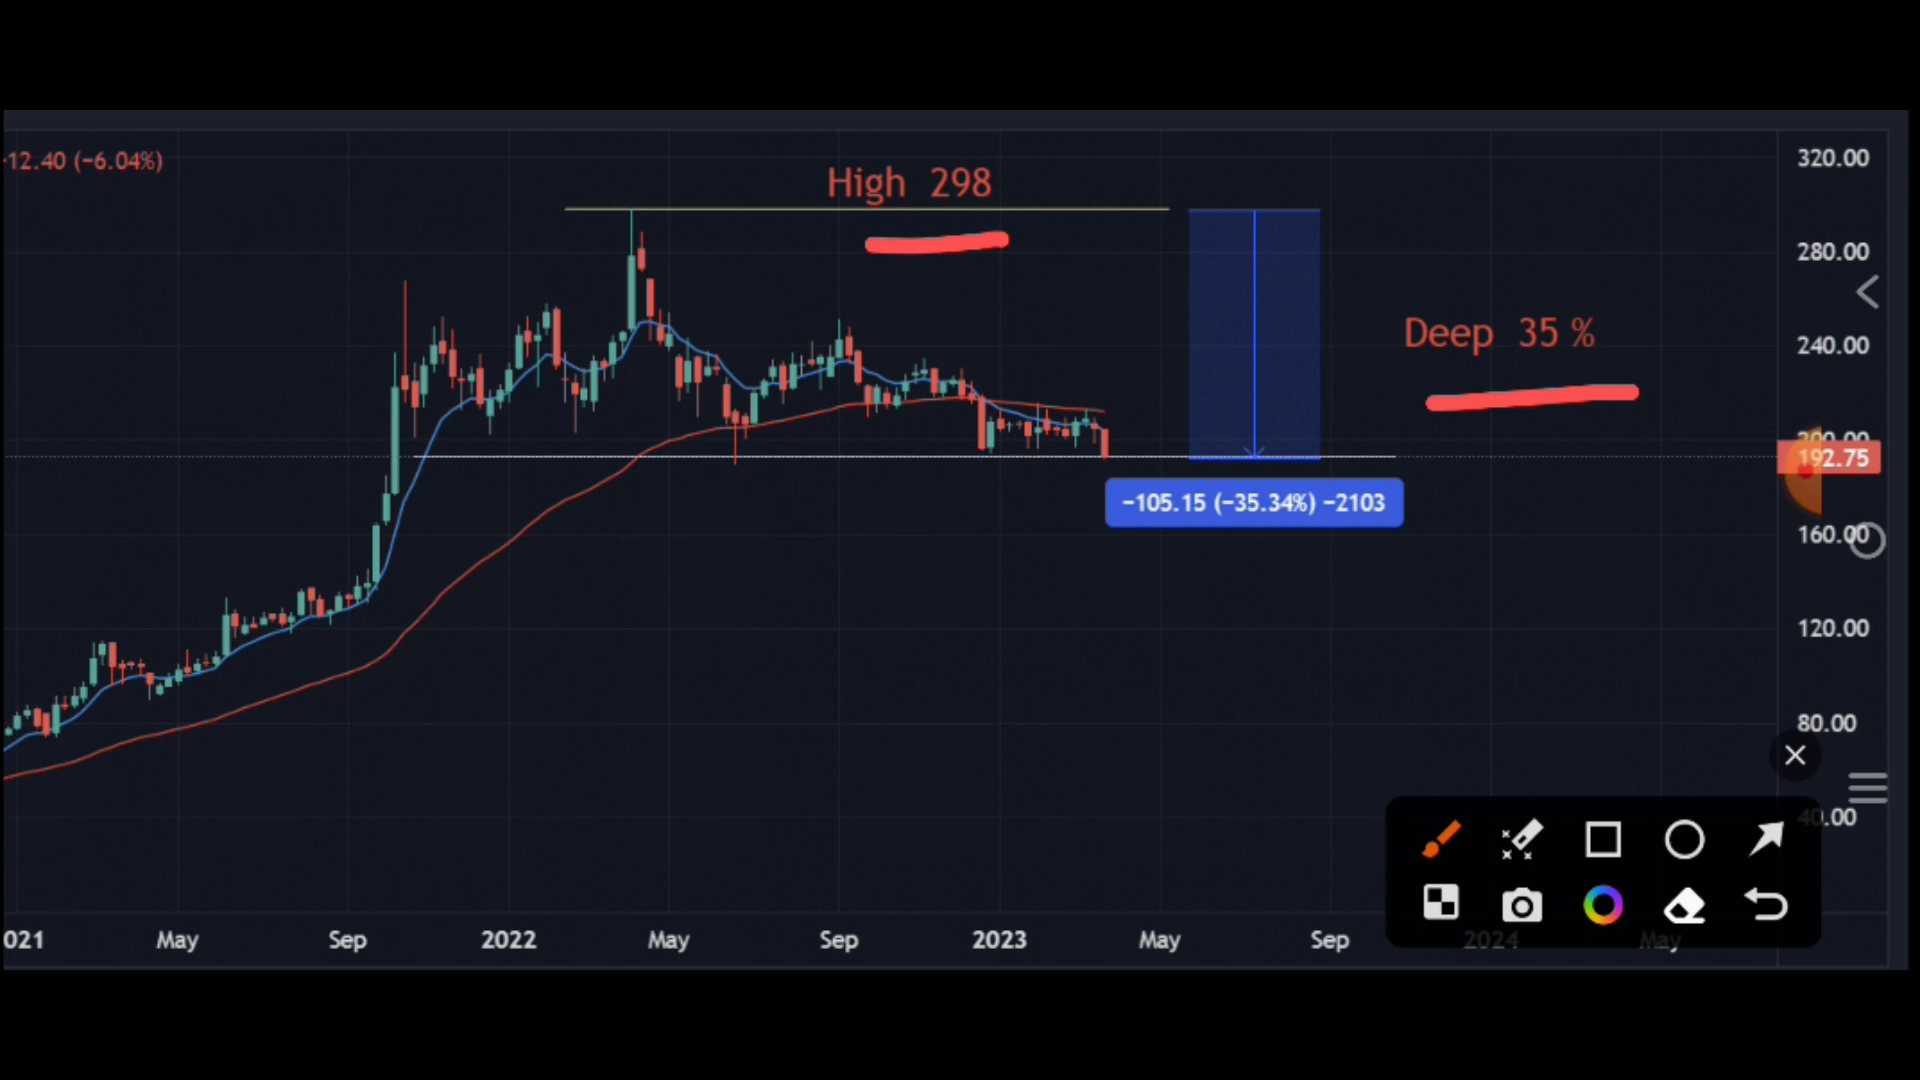 320.00
-12.40 (−6.04%)
High 298
280.00
Deep 35 %
240.00
200.00
192.75
−105.15 (−35.34%) −2103
160.00
120.00
80.00
40.00
021 May Sep 2022 May Sep 2023 May Sep 2024 May